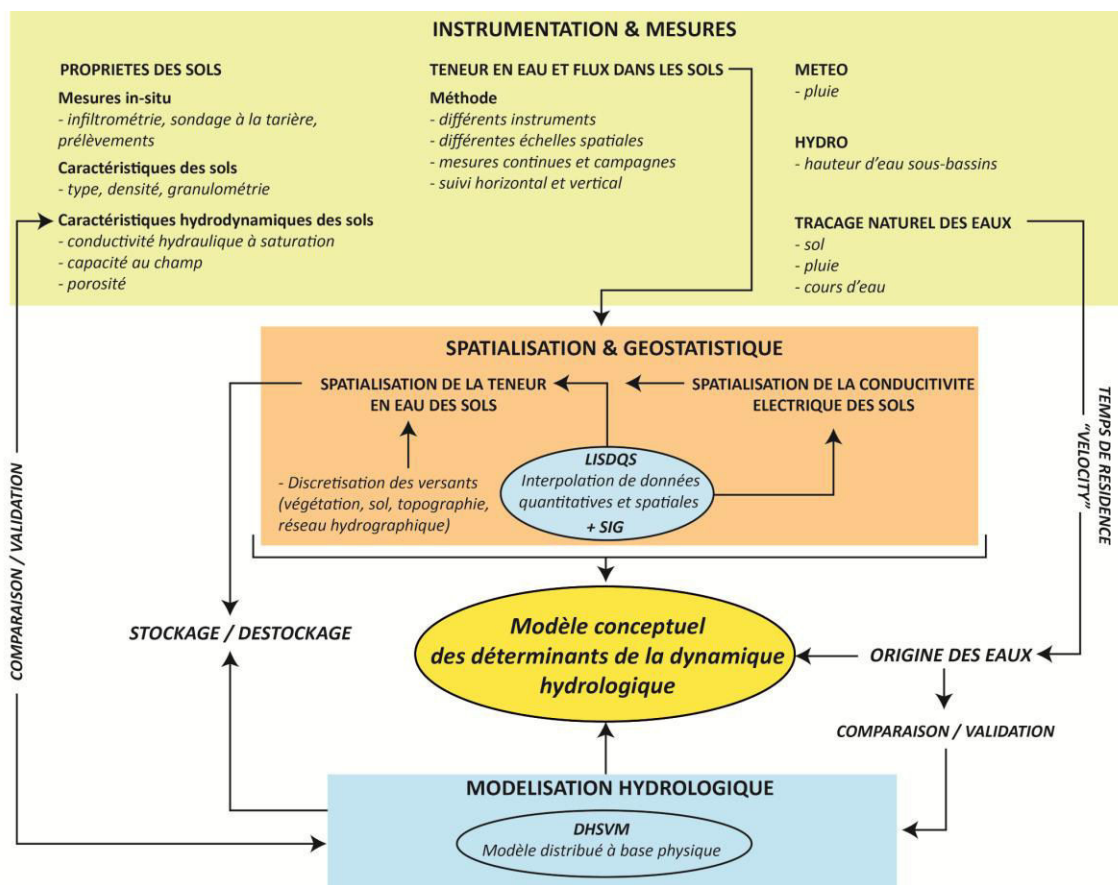 INSTRUMENTATION & MESURES
PROPRIETES DES SOLS
Mesures in-situ
- infiltrométrie, sondage à la tarière,
prélèvements
Caractéristiques des sols
- type, densité, granulométrie
Caractéristiques hydrodynamiques des sols
- conductivité hydraulique à saturation
- capacité au champ
- porosité
TENEUR EN EAU ET FLUX DANS LES SOLS
Méthode
- différents instruments
- différentes échelles spatiales
- mesures continues et campagnes
- suivi horizontal et vertical
METEO
- pluie
HYDRO
- hauteur d'eau sous-bassins
TRACAGE NATUREL DES EAUX
- sol
- pluie
- cours d'eau
SPATIALISATION & GEOSTATISTIQUE
SPATIALISATION DE LA TENEUR
EN EAU DES SOLS
SPATIALISATION DE LA CONDUCITIVITE
ELECTRIQUE DES SOLS
- Discretisation des versants
(végétation, sol, topographie,
réseau hydrographique)
LISDQS
Interpolation de données
quantitatives et spatiales
+ SIG
TEMPS DE RESIDENCE
"VELOCITY"
COMPARAISON / VALIDATION
STOCKAGE / DESTOCKAGE
Modèle conceptuel
des déterminants de la dynamique
hydrologique
ORIGINE DES EAUX
COMPARAISON / VALIDATION
MODELISATION HYDROLOGIQUE
DHSVM
Modèle distribué à base physique